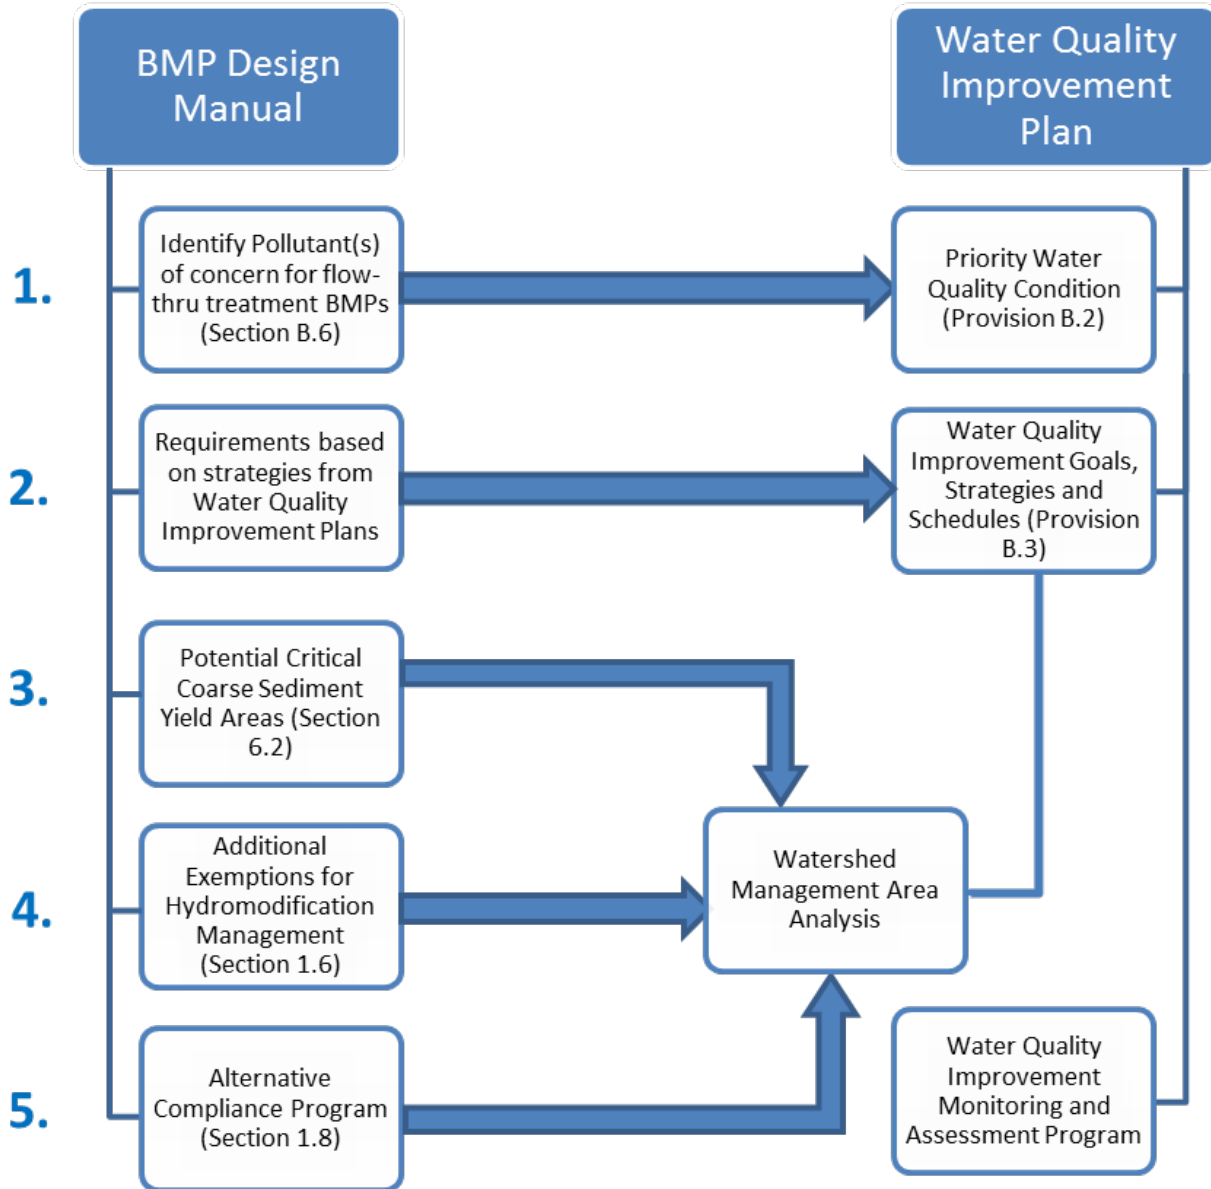 BMP Design
Manual
Water Quality
Improvement
Plan
1.
Identify Pollutant(s)
of concern for flow-
thru treatment BMPs
(Section B.6)
Priority Water
Quality Condition
(Provision B.2)
2.
Requirements based
on strategies from
Water Quality
Improvement Plans
Water Quality
Improvement Goals,
Strategies and
Schedules (Provision
B.3)
3.
Potential Critical
Coarse Sediment
Yield Areas (Section
6.2)
4.
Additional
Exemptions for
Hydromodification
Management
(Section 1.6)
Watershed
Management Area
Analysis
5.
Alternative
Compliance Program
(Section 1.8)
Water Quality
Improvement
Monitoring and
Assessment Program